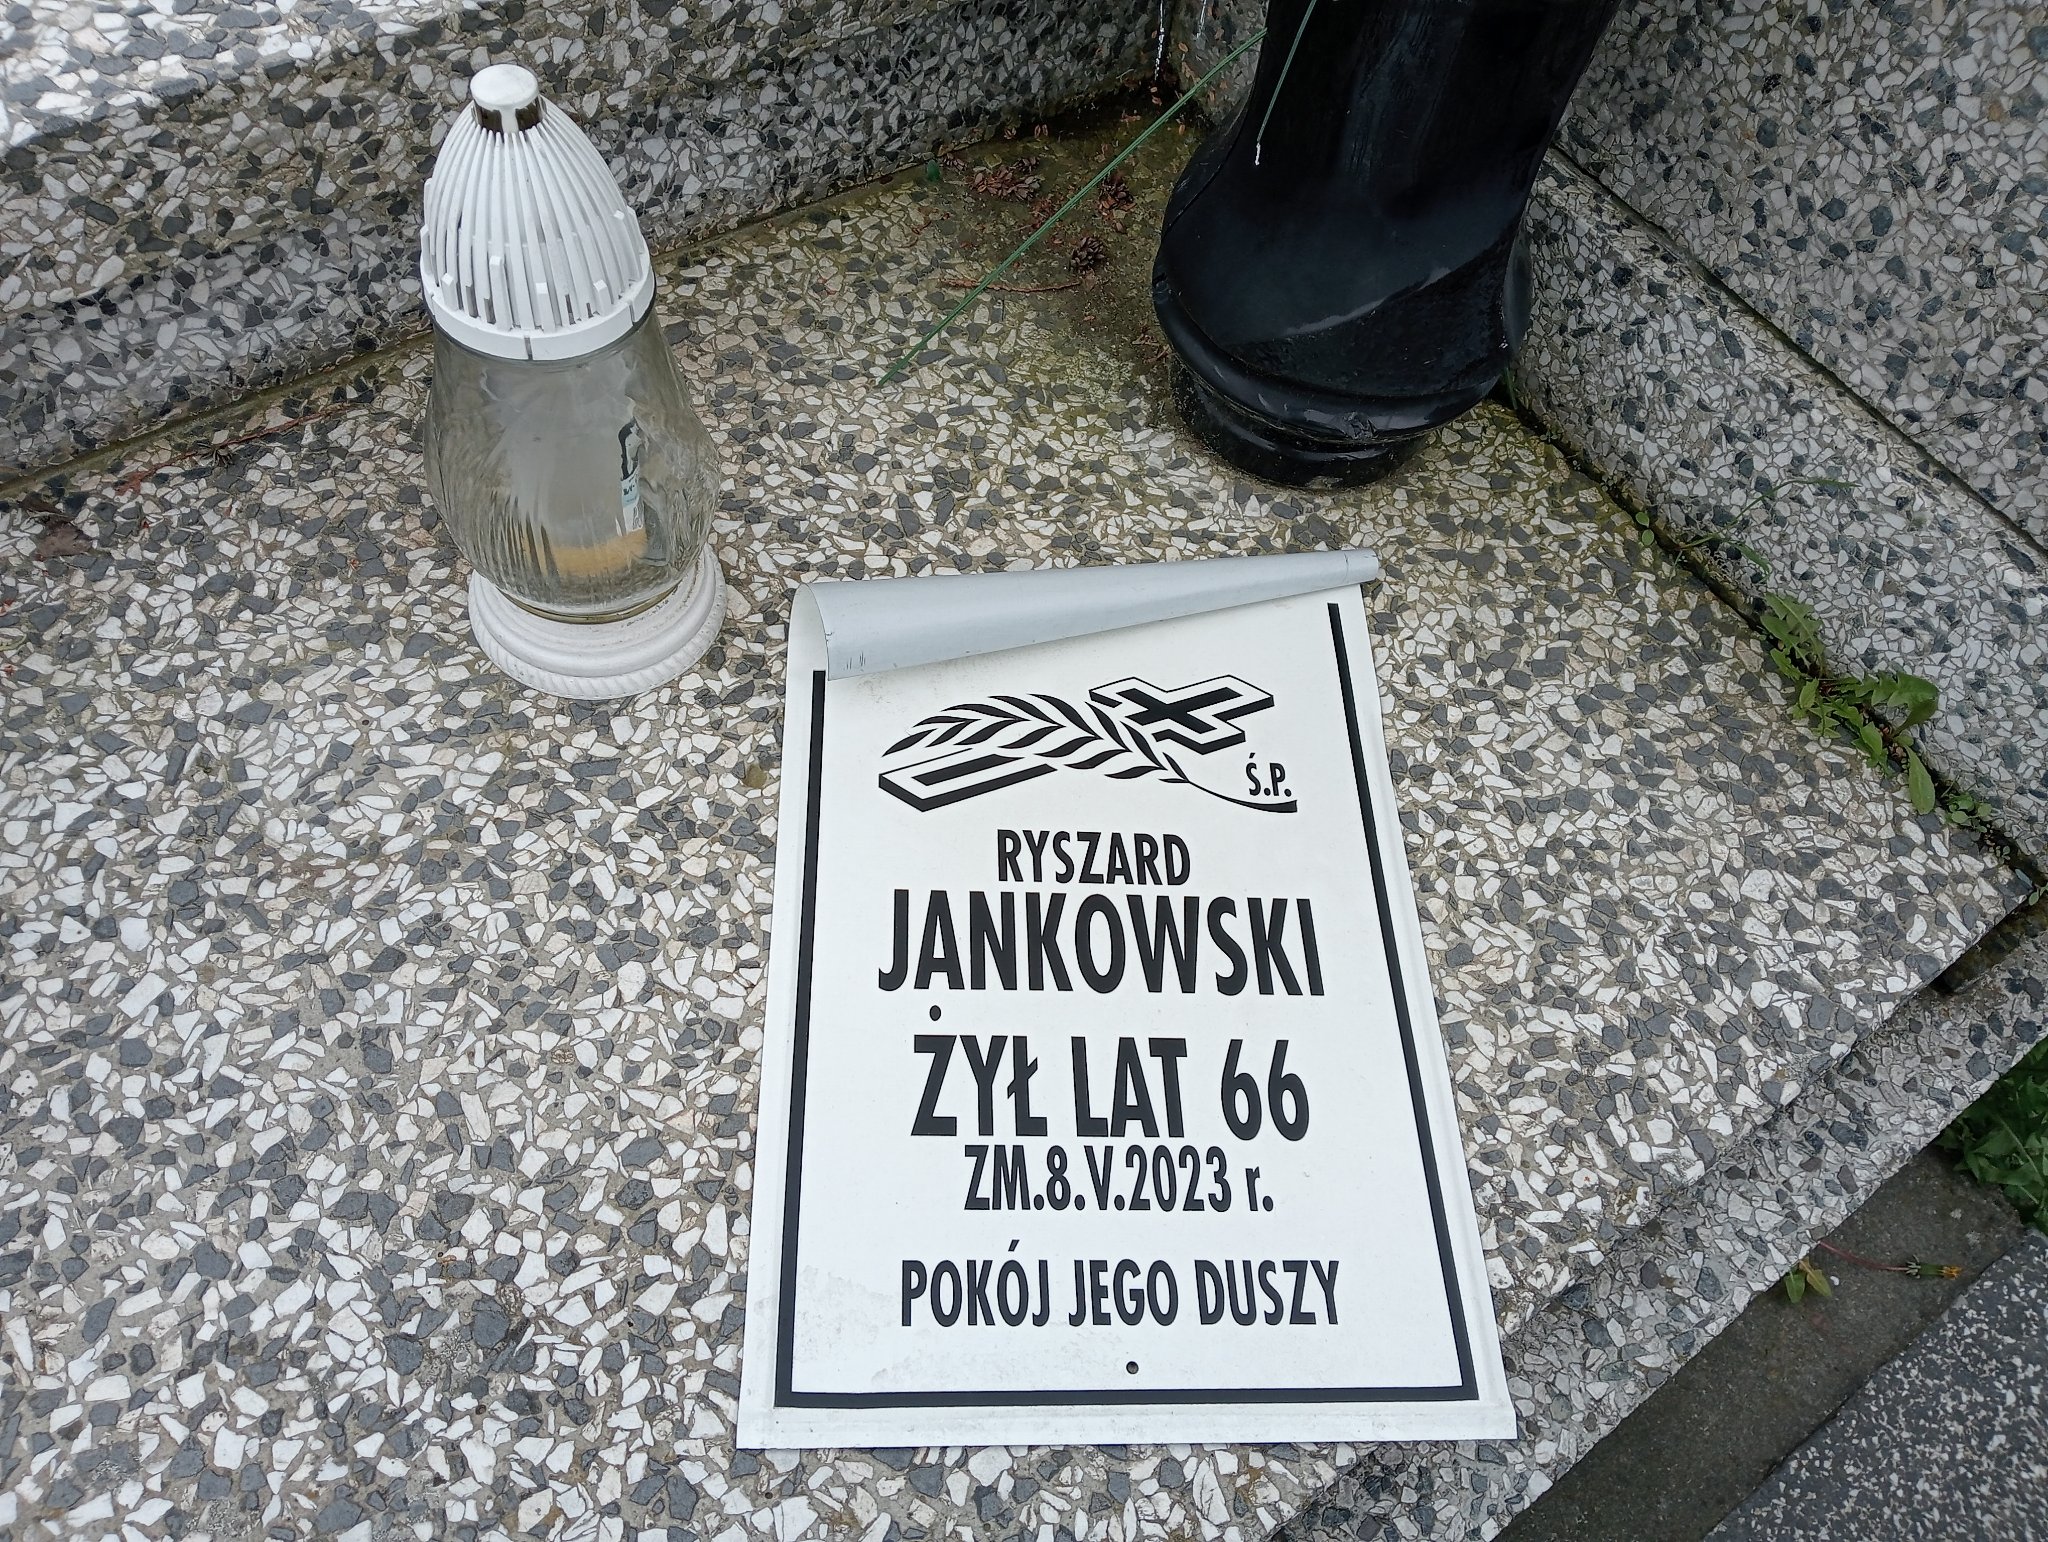 Ś.P.
RYSZARD
JANKOWSKI
ŻYŁ LAT 66
ZM.8.V.2023 r.
POKÓJ JEGO DUSZY